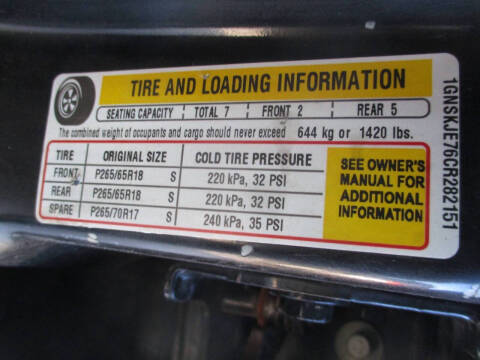 TIRE AND LOADING INFORMATION
SEATING CAPACITY TOTAL 7 FRONT 2 REAR 5
The combined weight of occupants and cargo should never exceed 644 kg or 1420 lbs.
TIRE ORIGINAL SIZE COLD TIRE PRESSURE
FRONT P265/65R18 S 220 kPa, 32 PSI
REAR P265/65R18 S 220 kPa, 32 PSI
SPARE P265/70R17 S 240 kPa, 35 PSI
SEE OWNER'S
MANUAL FOR
ADDITIONAL
INFORMATION
1GNSKJE76CR282151